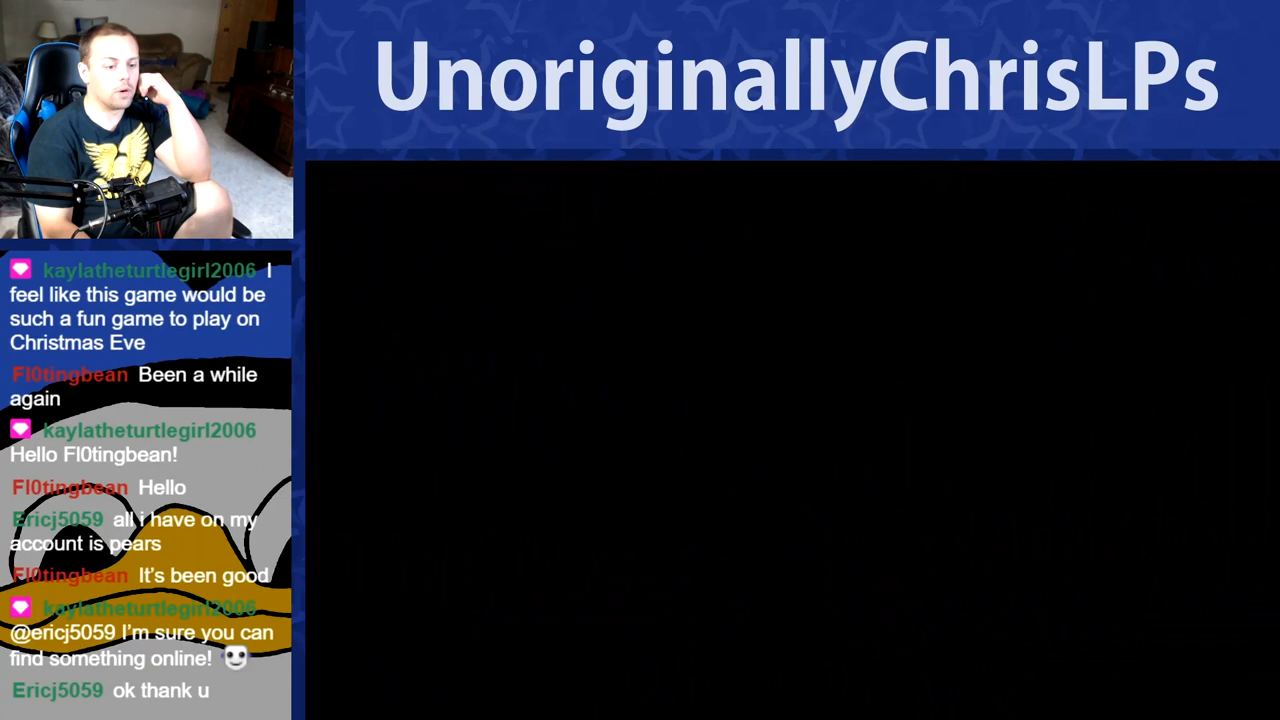 UnoriginallyChrisLPs
kaylatheturtlegirl2006 I
feel like this game would be
such a fun game to play on
Christmas Eve
Fl0tingbean Been a while
again
kaylatheturtlegirl2006
Hello Fl0tingbean!
Fl0tingbean Hello
Ericj5059 all i have on my
account is pears
Fl0tingbean It's been good
kaylatheturtlegirl2006
@ericj5059 I'm sure you can
find something online!
Ericj5059 ok thank u